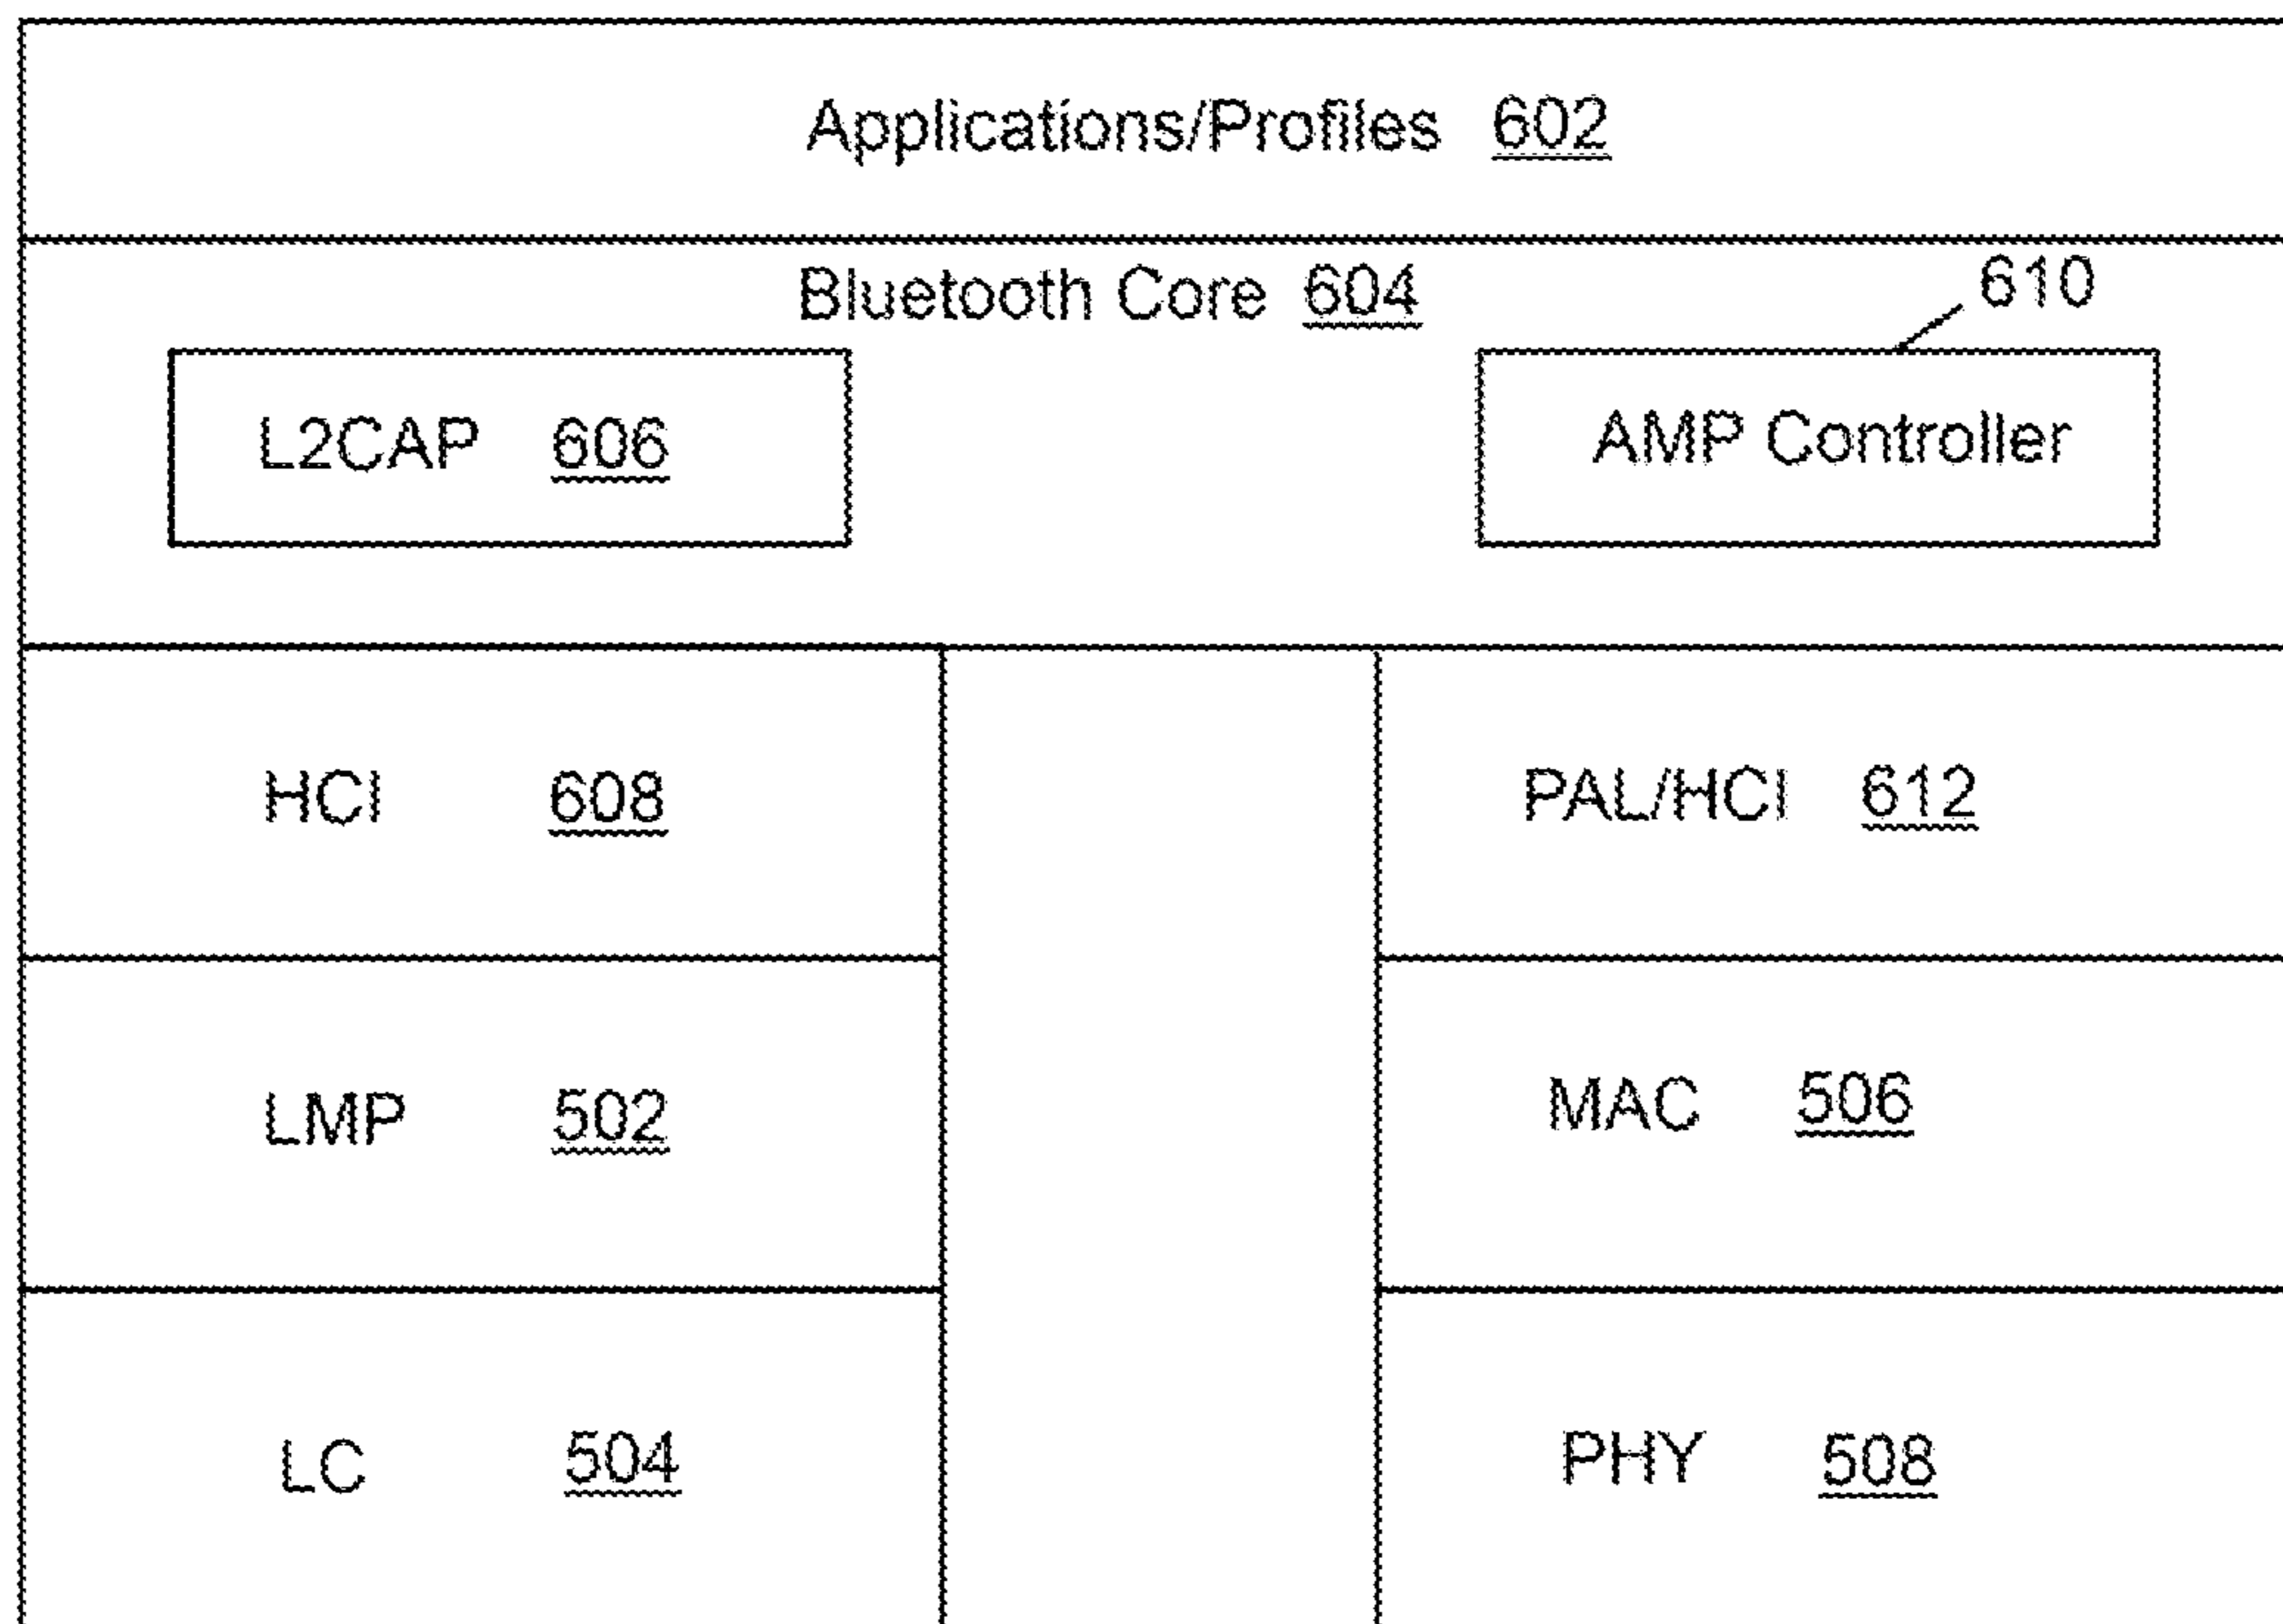 Applications/Profiles 602
Bluetooth Core 604
610
L2CAP 606
AMP Controller
HCI 608
PAL/HCI 612
LMP 502
MAC 506
LC 504
PHY 508